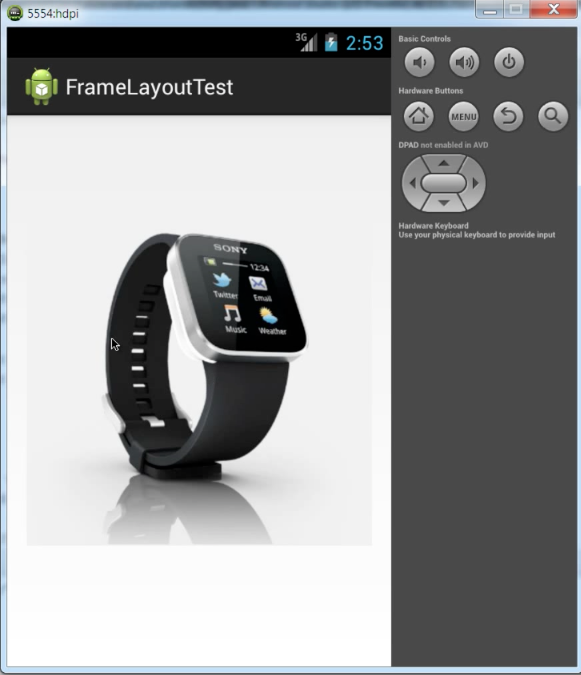 5554:hdpi
3G 2:53
FrameLayoutTest
SONY
12:34
Twitter Email
Music Weather
Basic Controls
Hardware Buttons
MENU
DPAD not enabled in AVD
Hardware Keyboard
Use your physical keyboard to provide input